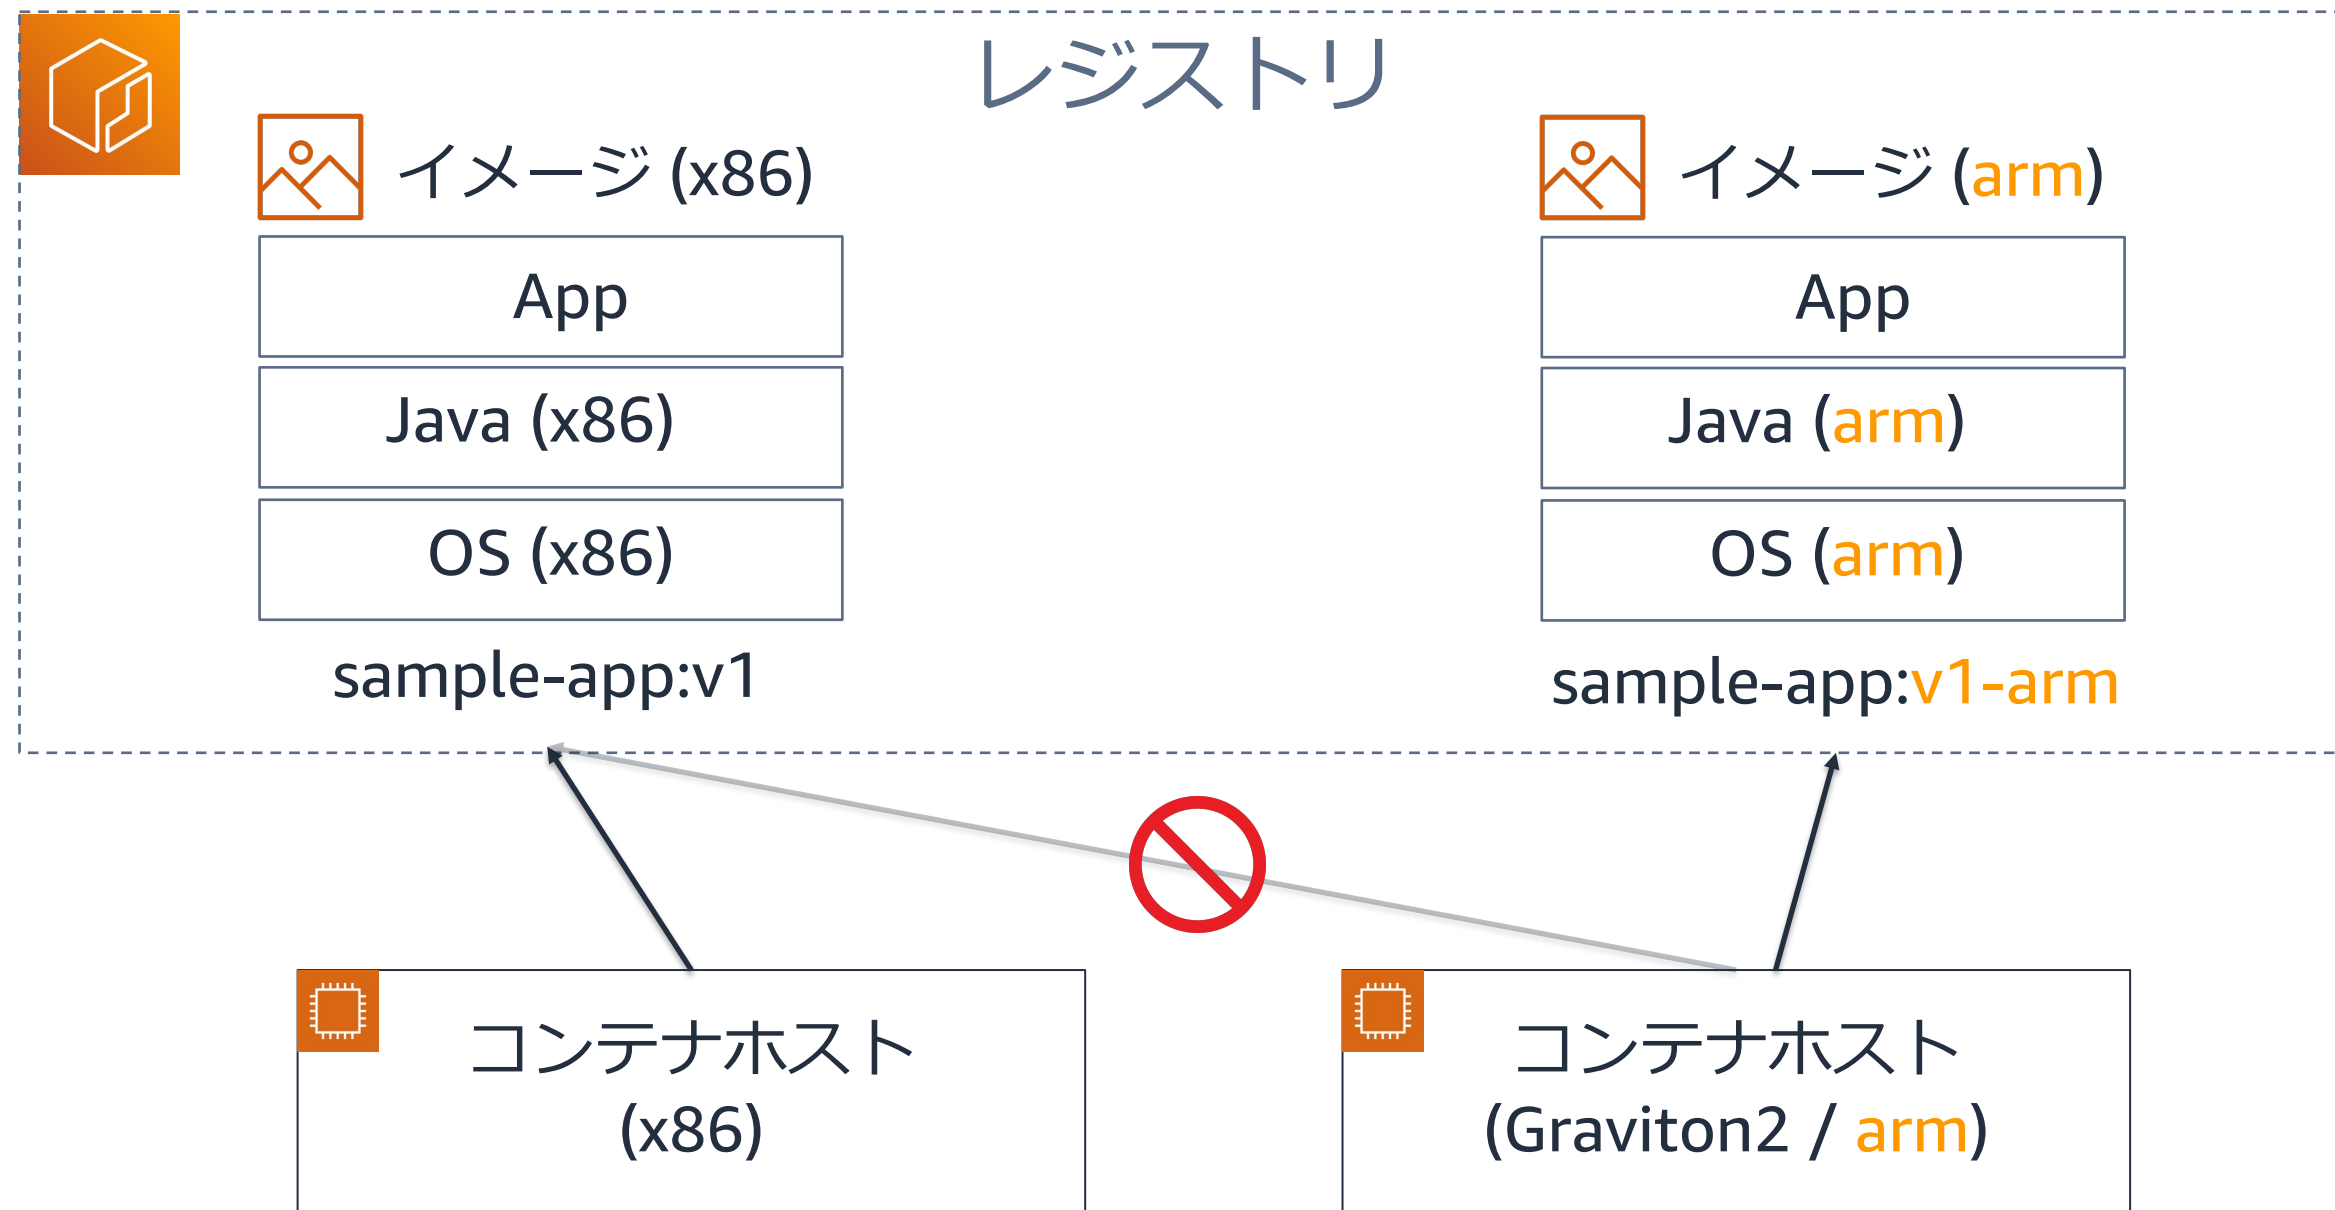 レジストリ
イメージ (x86)
App
Java (x86)
OS (x86)
sample-app:v1
イメージ (arm)
App
Java (arm)
OS (arm)
sample-app:v1-arm
コンテナホスト
(x86)
コンテナホスト
(Graviton2 / arm)